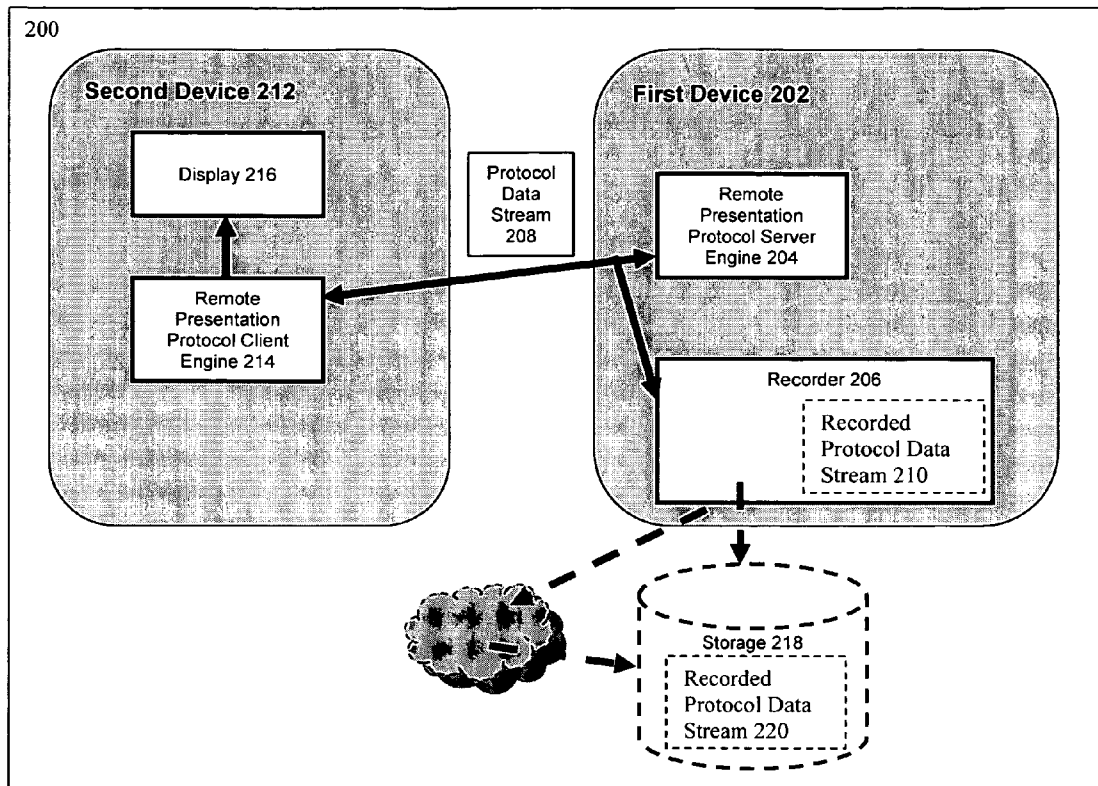 200
Second Device 212
Display 216
Remote
Presentation
Protocol Client
Engine 214
Protocol
Data
Stream
208
First Device 202
Remote
Presentation
Protocol Server
Engine 204
Recorder 206
Recorded
Protocol Data
Stream 210
Storage 218
Recorded
Protocol Data
Stream 220